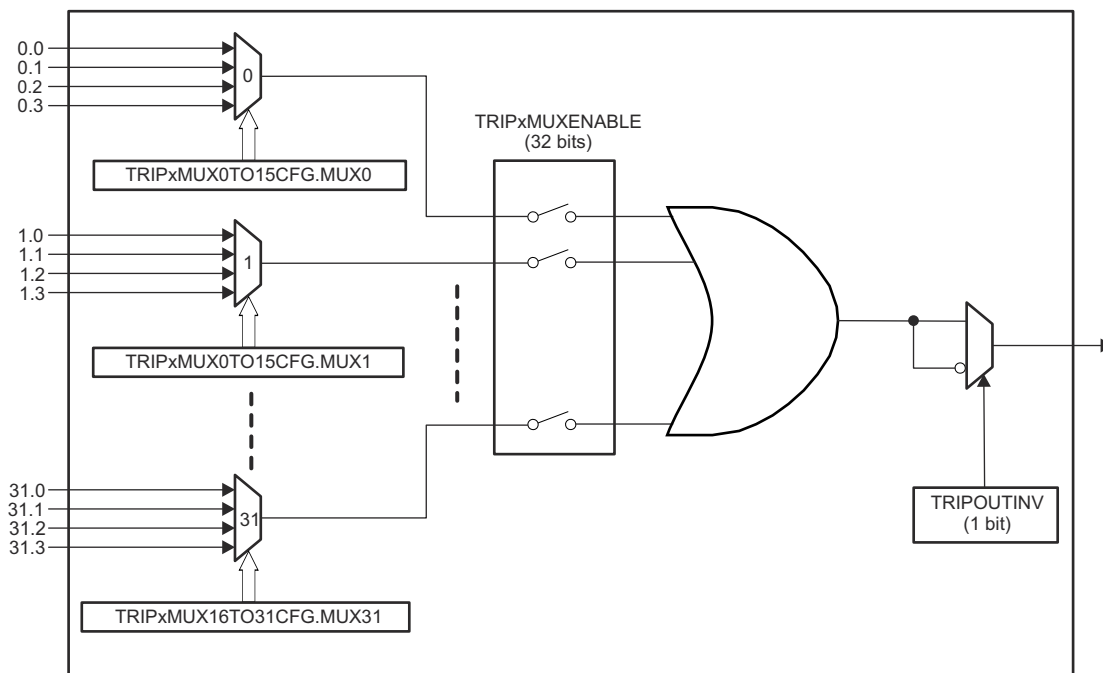 0.0
0.1
0.2
0.3
0
TRIPxMUX0TO15CFG.MUX0
TRIPxMUXENABLE
(32 bits)
1.0
1.1
1.2
1.3
1
TRIPxMUX0TO15CFG.MUX1
31.0
31.1
31.2
31.3
31
TRIPxMUX16TO31CFG.MUX31
TRIPOUTINV
(1 bit)